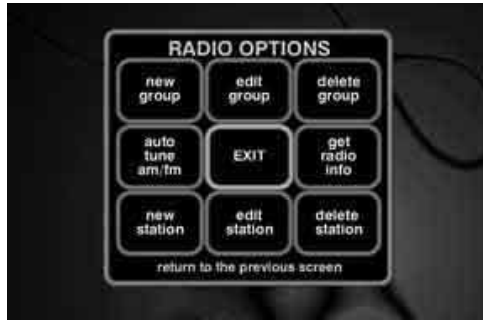 RADIO OPTIONS
new
group
edit
group
delete
group
auto
tune
am/fm
EXIT
get
radio
info
new
station
edit
station
delete
station
return to the previous screen